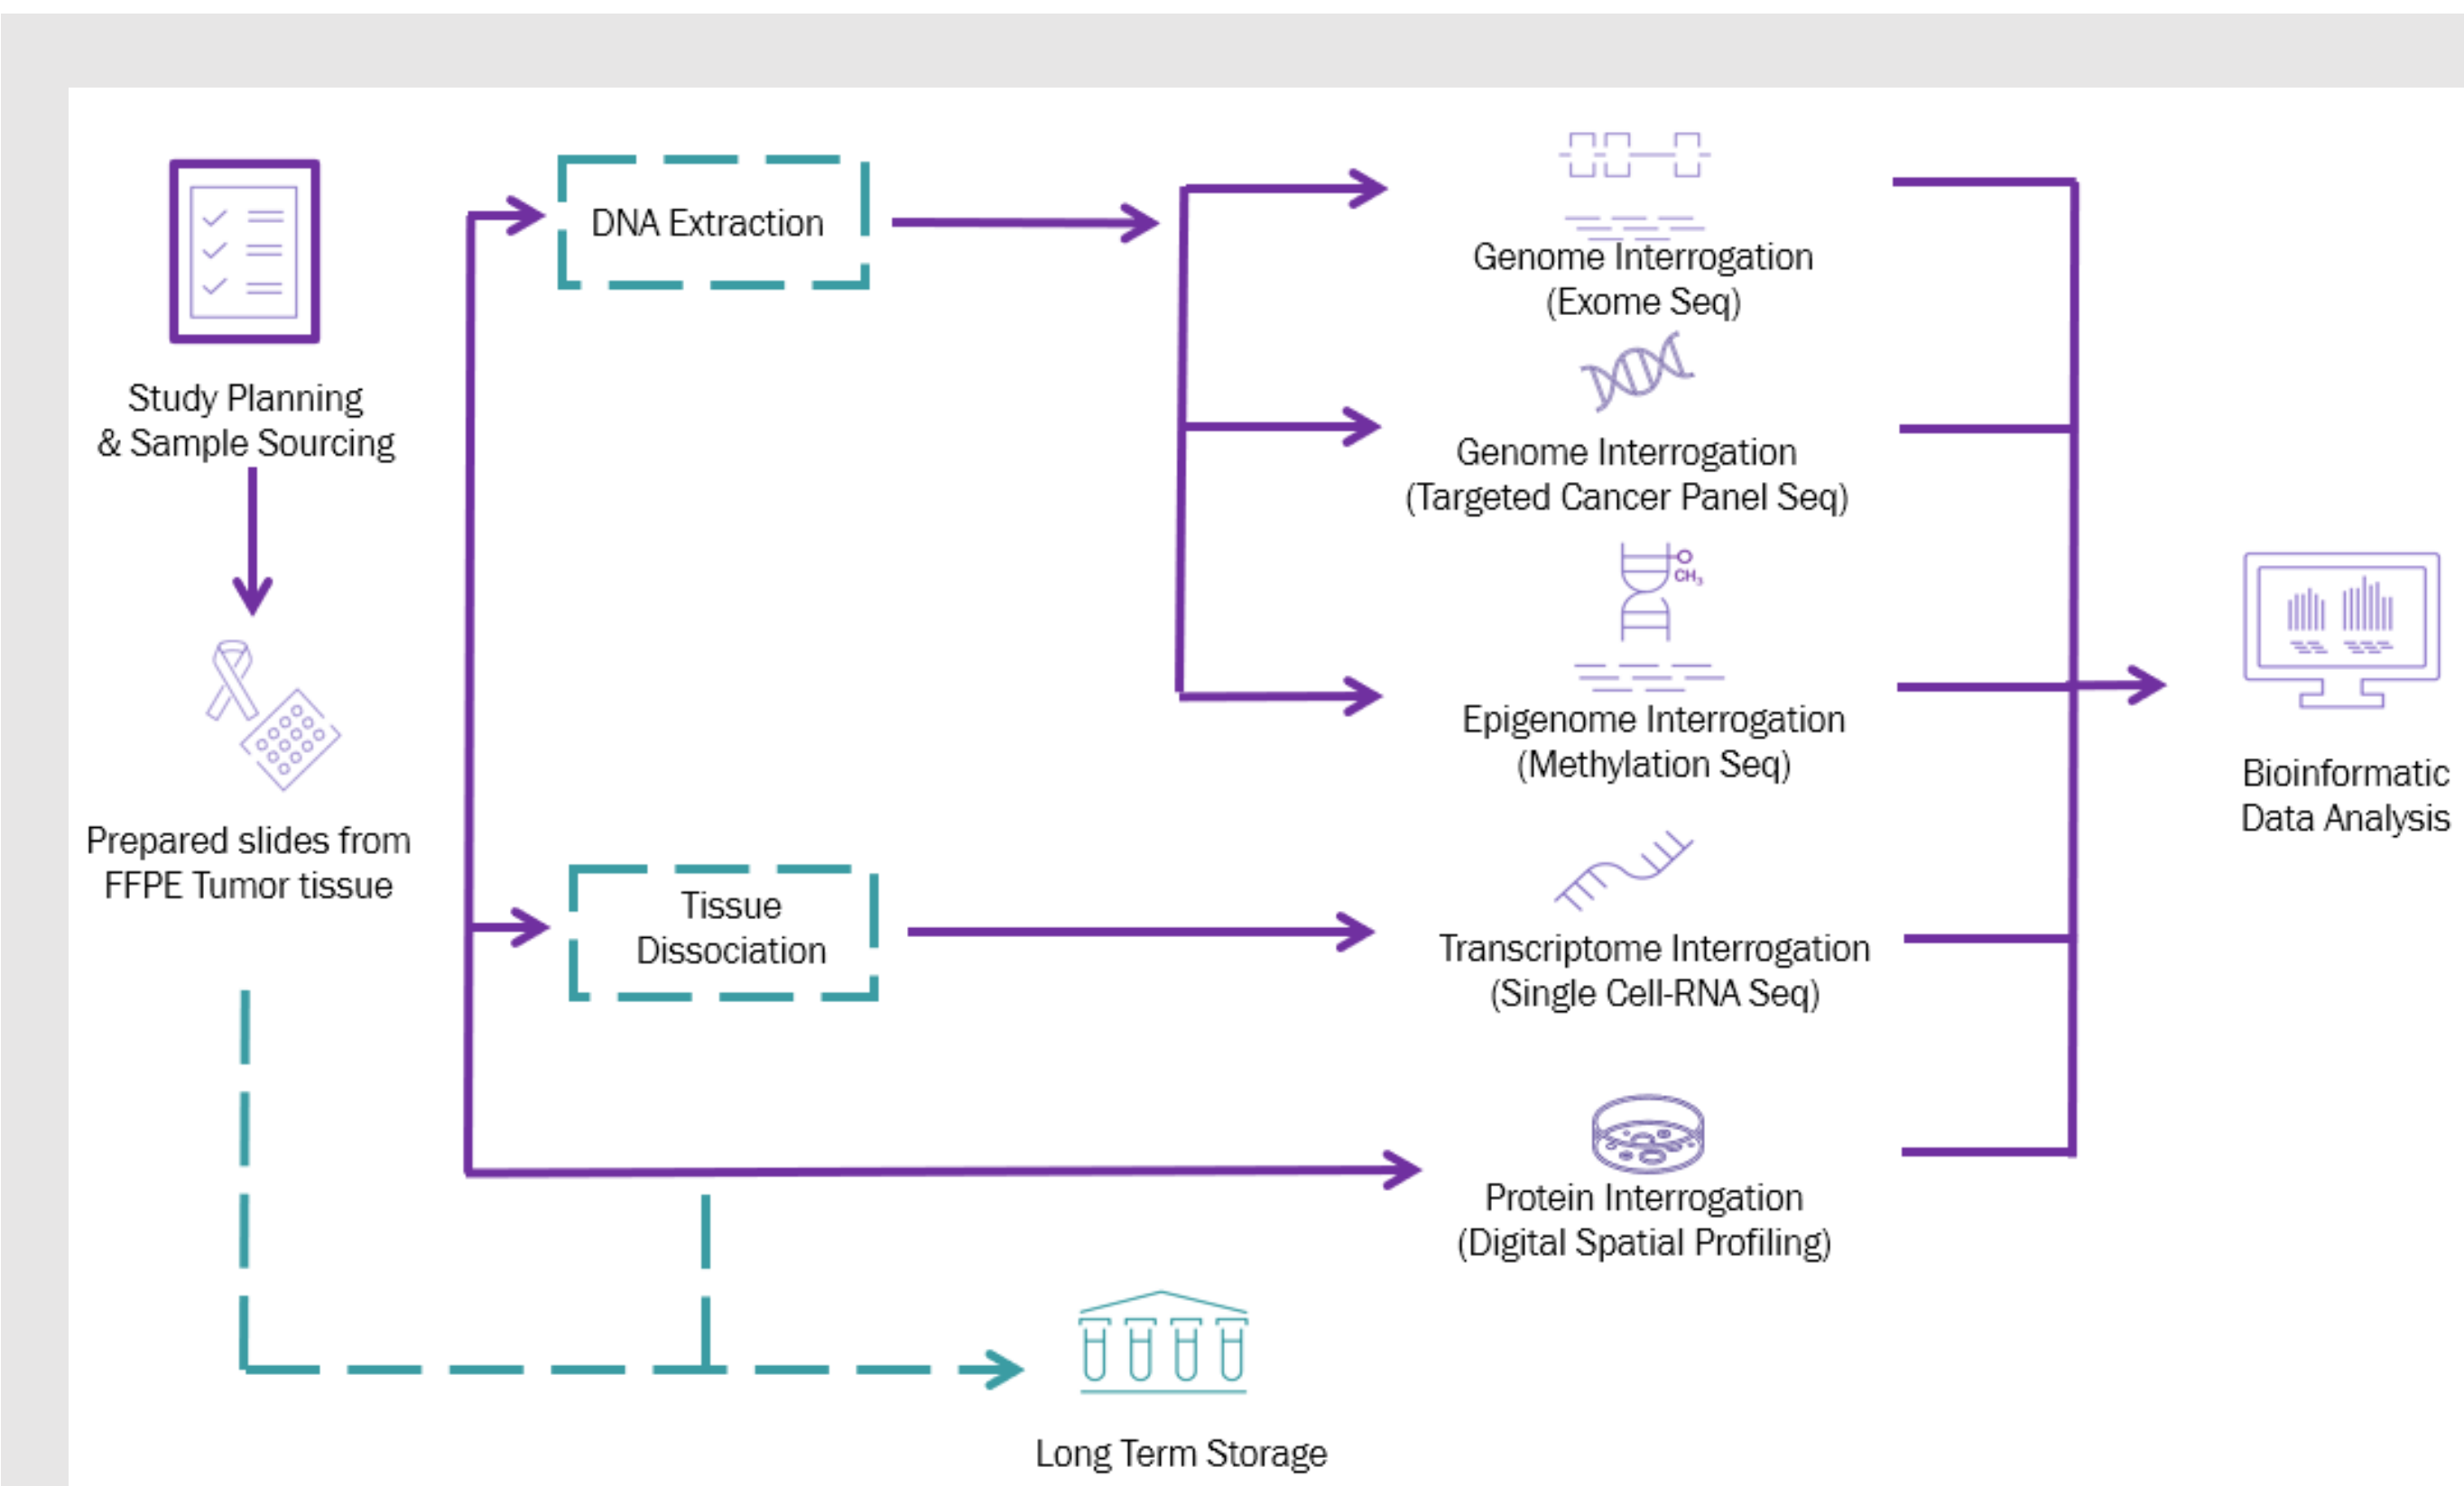 Study Planning
& Sample Sourcing
Prepared slides from
FFPE Tumor tissue
DNA Extraction
Tissue
Dissociation
Genome Interrogation
(Exome Seq)
Genome Interrogation
(Targeted Cancer Panel Seq)
CH₃
Epigenome Interrogation
(Methylation Seq)
Transcriptome Interrogation
(Single Cell-RNA Seq)
Protein Interrogation
(Digital Spatial Profiling)
Bioinformatic
Data Analysis
Long Term Storage